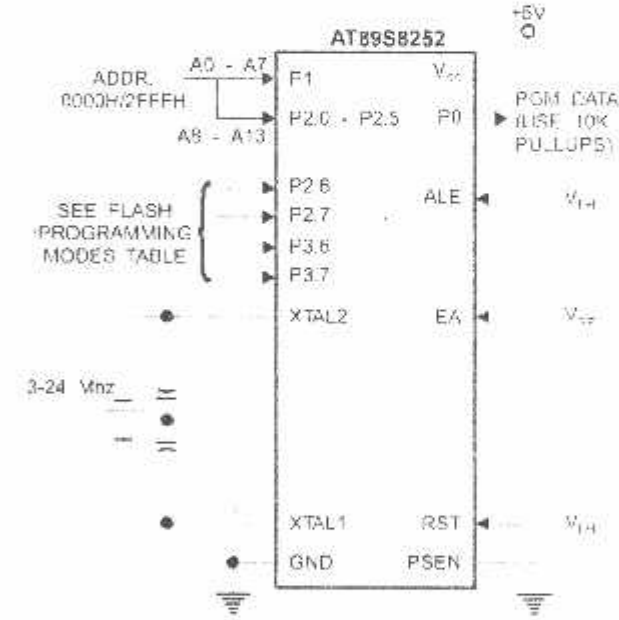 +5V
AT89S8252
A0 - A7
P1
ADDR.
0000H/2FFFH
P2.0 - P2.5
P0
PGM DATA
(USE 10K
PULLUPS)
A8 - A13
P2.6
ALE
SEE FLASH
PROGRAMMING
MODES TABLE
P2.7
P3.6
P3.7
XTAL2
EA
3-24
XTAL1
RST
GND
PSEN